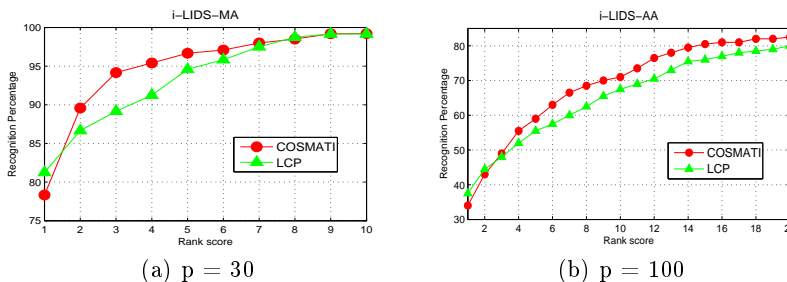 i-LIDS-MA
Recognition Percentage
100
95
90
85
80
75
1 2 3 4 5 6 7 8 9 10
Rank score
COSMATI
LCP
(a) p = 30
i-LIDS-AA
Recognition Percentage
80
70
60
50
40
30
2 4 6 8 10 12 14 16 18
Rank score
COSMATI
LCP
(b) p = 100